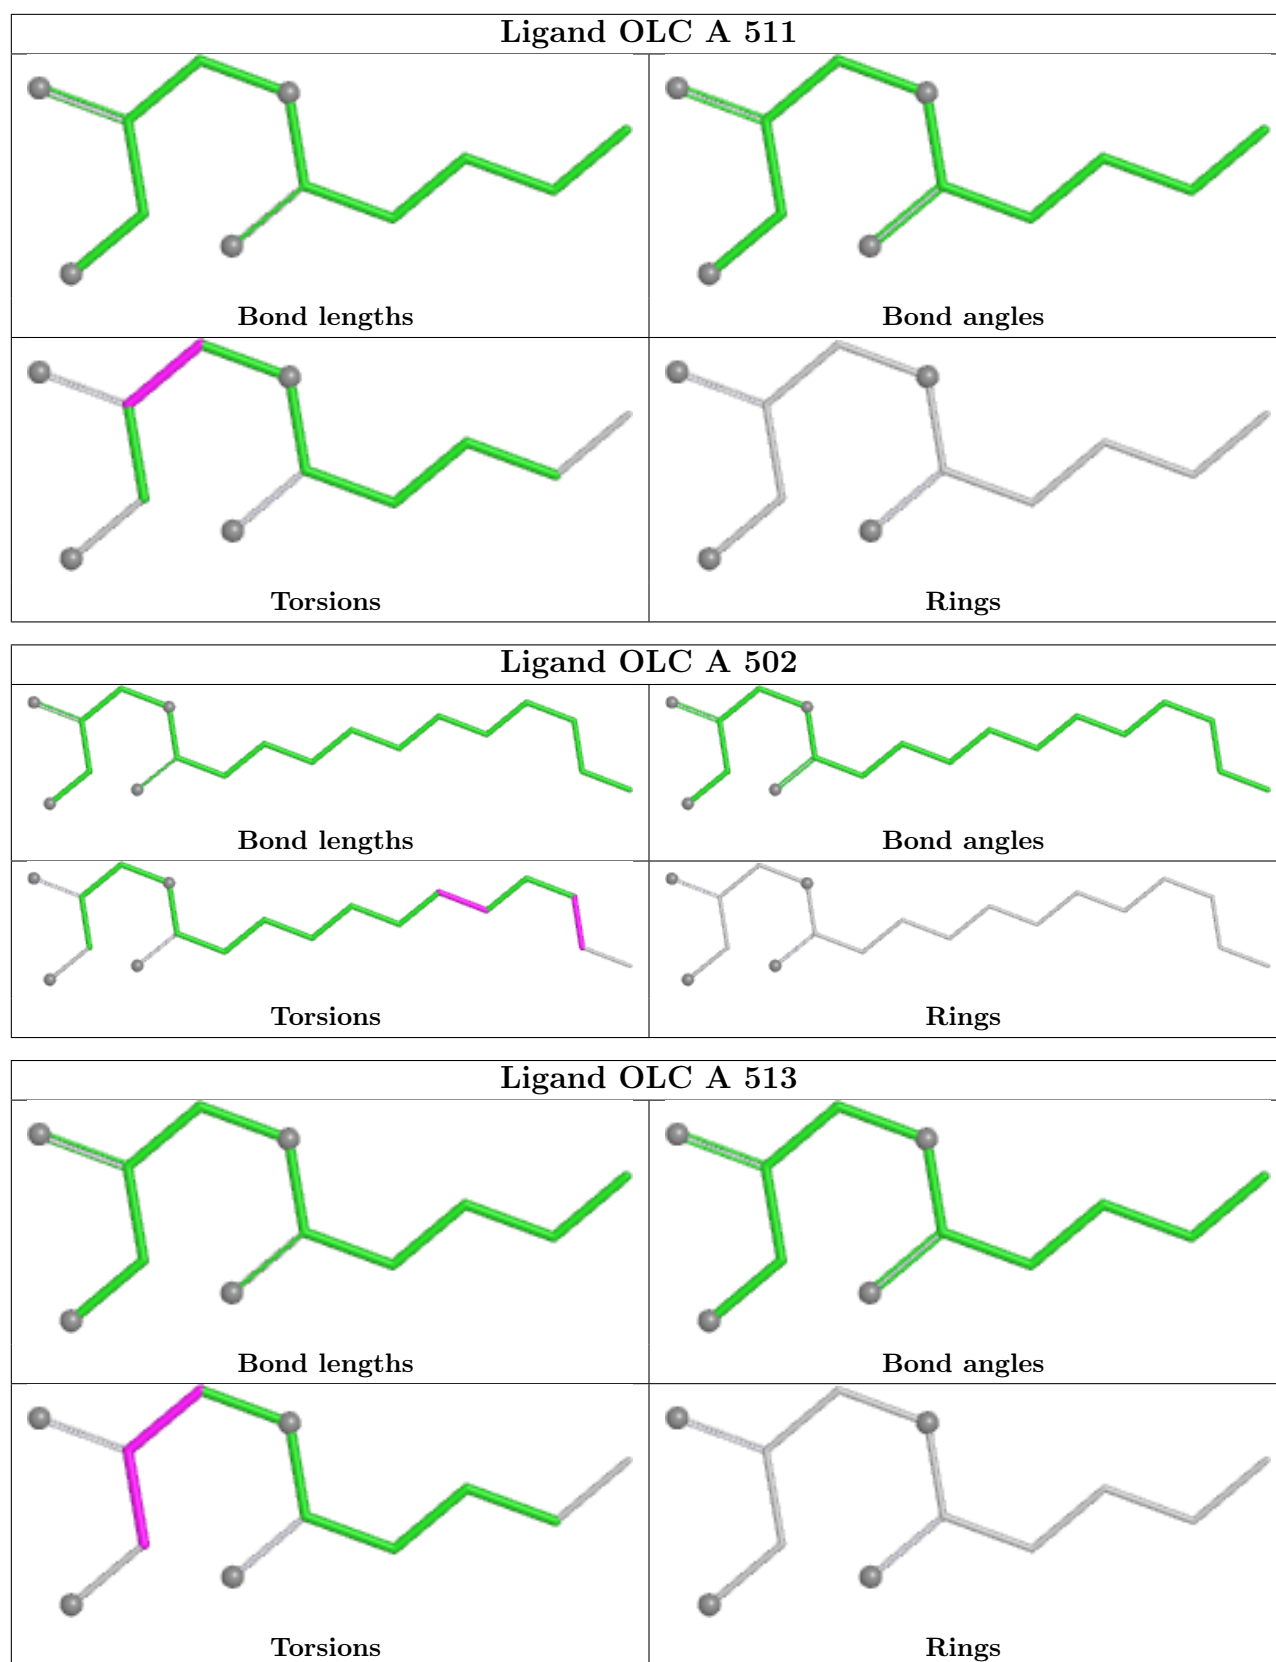 Ligand OLC A 511
Bond lengths
Bond angles
Torsions
Rings
Ligand OLC A 502
Bond lengths
Bond angles
Torsions
Rings
Ligand OLC A 513
Bond lengths
Bond angles
Torsions
Rings